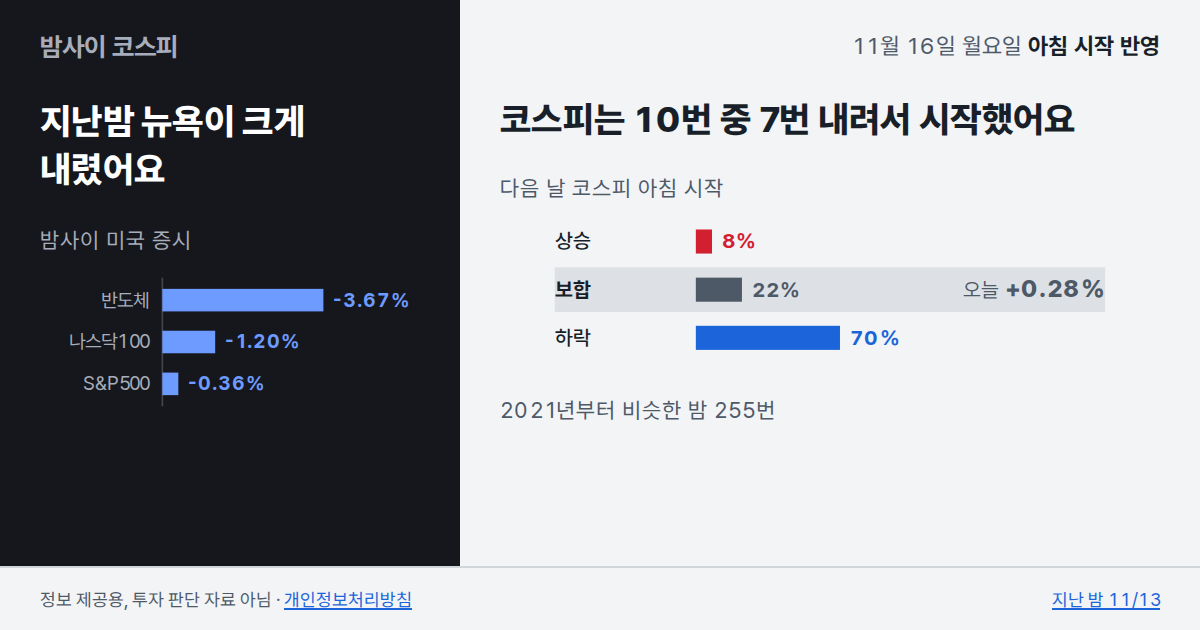 밤사이 코스피
지난밤 뉴욕이 크게
내렸어요
밤사이 미국 증시
반도체 -3.67%
나스닥100 -1.20%
S&P500 -0.36%
11월 16일 월요일 아침 시작 반영
코스피는 10번 중 7번 내려서 시작했어요
다음 날 코스피 아침 시작
상승 8%
보합 22% 오늘 +0.28%
하락 70%
2021년부터 비슷한 밤 255번
정보 제공용, 투자 판단 자료 아님 · 개인정보처리방침
지난 밤 11/13